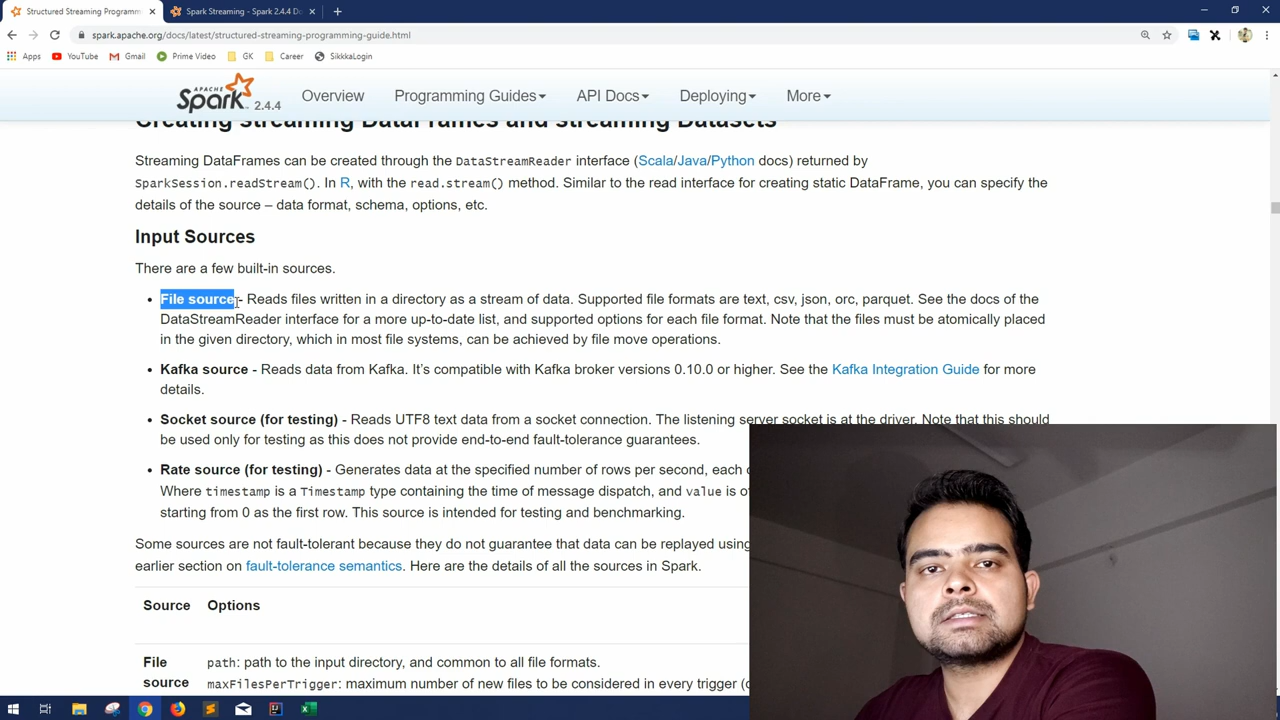 Structured Streaming Programm
Spark Streaming - Spark 2.4.4 Do
spark.apache.org/docs/latest/structured-streaming-programming-guide.html
Apps YouTube Gmail Prime Video GK Career SikkkaLogin
APACHE Spark 2.4.4 Overview Programming Guides API Docs Deploying More
Creating streaming DataFrames and streaming Datasets
Streaming DataFrames can be created through the DataStreamReader interface (Scala/Java/Python docs) returned by
SparkSession.readStream(). In R, with the read.stream() method. Similar to the read interface for creating static DataFrame, you can specify the
details of the source – data format, schema, options, etc.
Input Sources
There are a few built-in sources.
• File source - Reads files written in a directory as a stream of data. Supported file formats are text, csv, json, orc, parquet. See the docs of the
DataStreamReader interface for a more up-to-date list, and supported options for each file format. Note that the files must be atomically placed
in the given directory, which in most file systems, can be achieved by file move operations.
• Kafka source - Reads data from Kafka. It’s compatible with Kafka broker versions 0.10.0 or higher. See the Kafka Integration Guide for more
details.
• Socket source (for testing) - Reads UTF8 text data from a socket connection. The listening server socket is at the driver. Note that this should
be used only for testing as this does not provide end-to-end fault-tolerance guarantees.
• Rate source (for testing) - Generates data at the specified number of rows per second, each
Where timestamp is a Timestamp type containing the time of message dispatch, and value is
starting from 0 as the first row. This source is intended for testing and benchmarking.
Some sources are not fault-tolerant because they do not guarantee that data can be replayed using
earlier section on fault-tolerance semantics. Here are the details of all the sources in Spark.
Source Options
File path: path to the input directory, and common to all file formats.
source maxFilesPerTrigger: maximum number of new files to be considered in every trigger